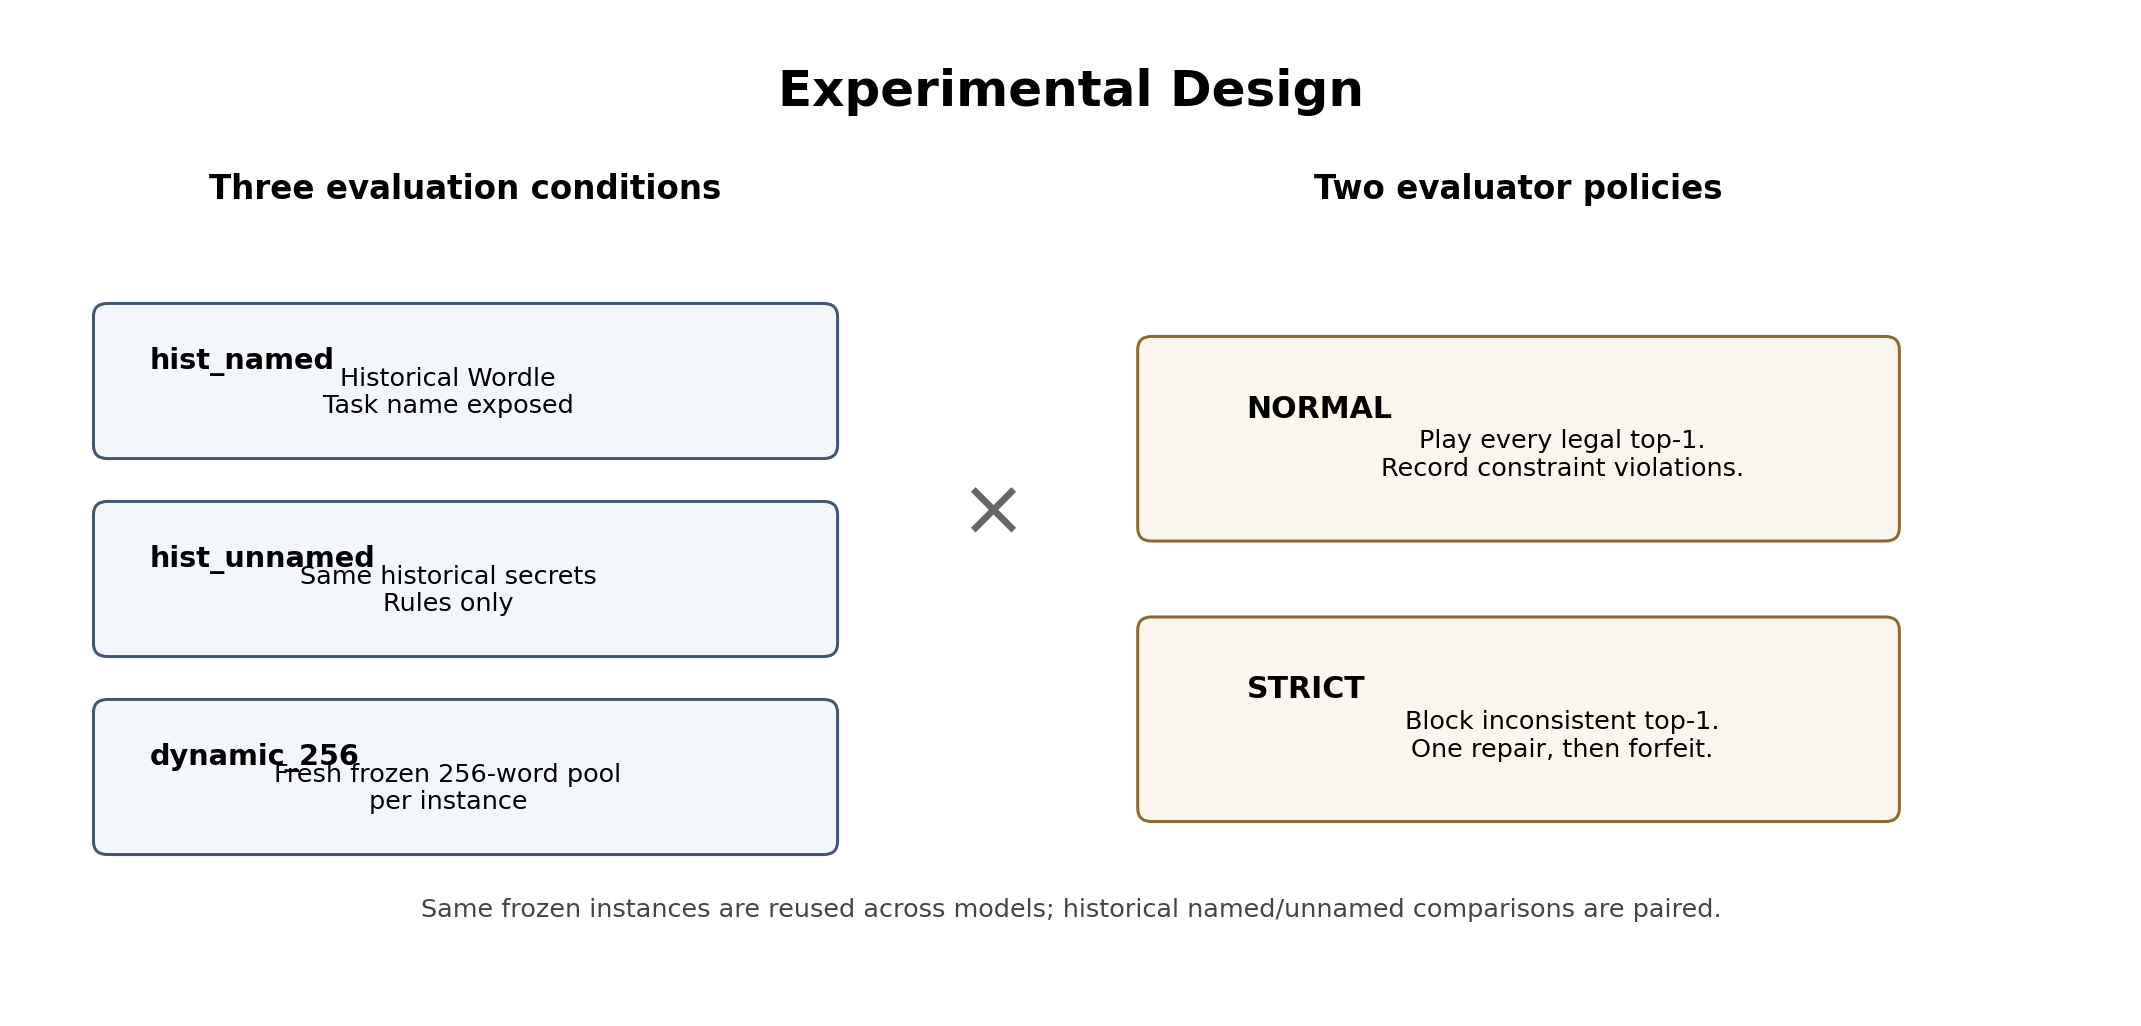 Experimental Design
Three evaluation conditions
hist_named
Historical Wordle
Task name exposed
hist_unnamed
Same historical secrets
Rules only
dynamic_256
Fresh frozen 256-word pool
per instance
×
Two evaluator policies
NORMAL
Play every legal top-1.
Record constraint violations.
STRICT
Block inconsistent top-1.
One repair, then forfeit.
Same frozen instances are reused across models; historical named/unnamed comparisons are paired.